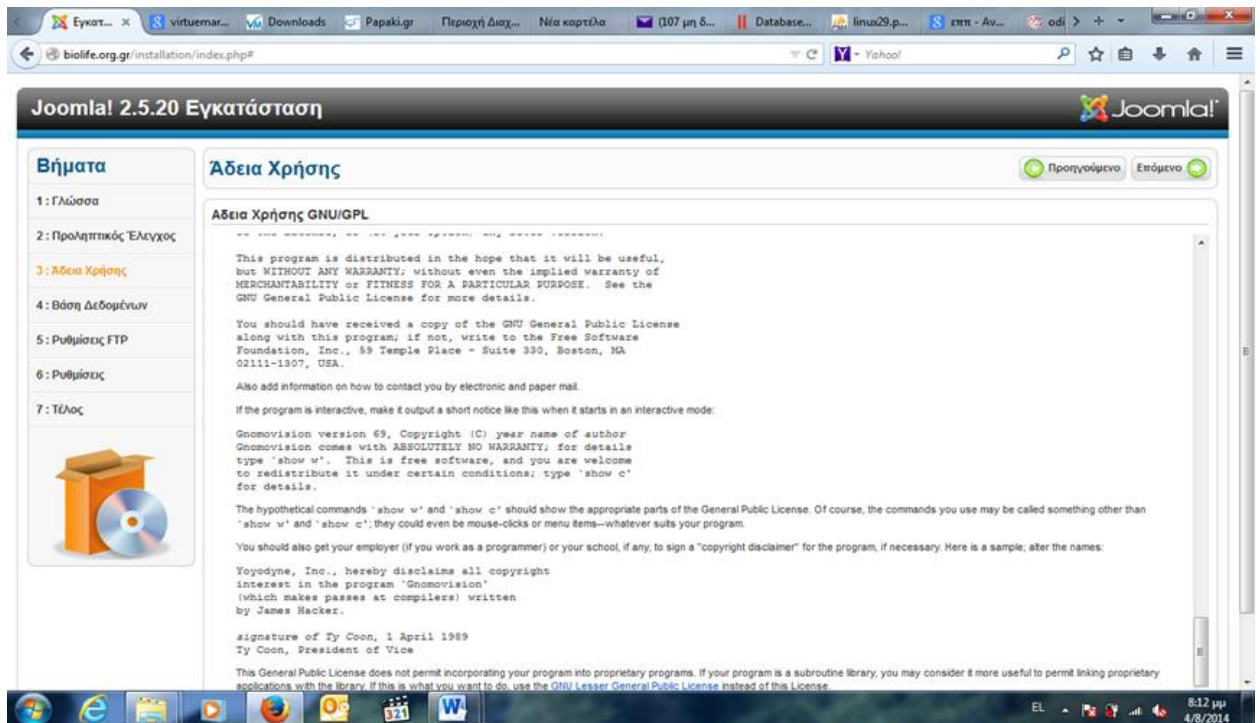 Εγκατ... ×
virtuemar...
Downloads
Papaki.gr
Περιοχή Διαχ...
Νέα καρτέλα
(107 μη δ...
Database...
linux29.p...
επιπ - Αν...
odi
biolife.org.gr/installation/index.php#
Yahoo!
Joomla! 2.5.20 Εγκατάσταση
Joomla!
Βήματα
1 : Γλώσσα
2 : Προληπτικός Έλεγχος
3 : Άδεια Χρήσης
4 : Βάση Δεδομένων
5 : Ρυθμίσεις FTP
6 : Ρυθμίσεις
7 : Τέλος
Άδεια Χρήσης
Προηγούμενο
Επόμενο
Αδεια Χρήσης GNU/GPL
This program is distributed in the hope that it will be useful,
but WITHOUT ANY WARRANTY; without even the implied warranty of
MERCHANTABILITY or FITNESS FOR A PARTICULAR PURPOSE. See the
GNU General Public License for more details.
You should have received a copy of the GNU General Public License
along with this program; if not, write to the Free Software
Foundation, Inc., 59 Temple Place - Suite 330, Boston, MA
02111-1307, USA.
Also add information on how to contact you by electronic and paper mail.
If the program is interactive, make it output a short notice like this when it starts in an interactive mode:
Gnomovision version 69, Copyright (C) year name of author
Gnomovision comes with ABSOLUTELY NO WARRANTY; for details
type `show w'. This is free software, and you are welcome
to redistribute it under certain conditions; type `show c'
for details.
The hypothetical commands `show w' and `show c' should show the appropriate parts of the General Public License. Of course, the commands you use may be called something other than
`show w' and `show c'; they could even be mouse-clicks or menu items—whatever suits your program.
You should also get your employer (if you work as a programmer) or your school, if any, to sign a "copyright disclaimer" for the program, if necessary. Here is a sample; alter the names:
Yoyodyne, Inc., hereby disclaims all copyright
interest in the program `Gnomovision'
(which makes passes at compilers) written
by James Hacker.
signature of Ty Coon, 1 April 1989
Ty Coon, President of Vice
This General Public License does not permit incorporating your program into proprietary programs. If your program is a subroutine library, you may consider it more useful to permit linking proprietary
applications with the library. If this is what you want to do, use the GNU Lesser General Public License instead of this License.
EL
8:12 μμ
4/8/2014